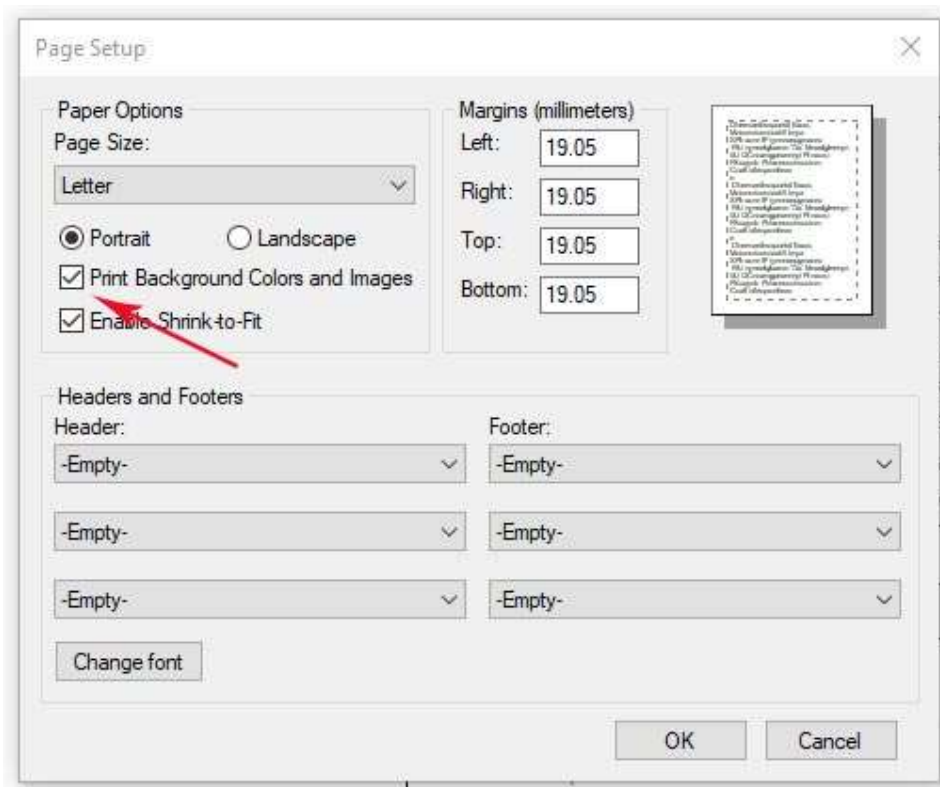 Page Setup
Paper Options
Page Size:
Letter
Portrait
Landscape
Print Background Colors and Images
Enable Shrink-to-Fit
Margins (millimeters)
Left: 19.05
Right: 19.05
Top: 19.05
Bottom: 19.05
Headers and Footers
Header:
-Empty-
-Empty-
-Empty-
Footer:
-Empty-
-Empty-
-Empty-
Change font
OK
Cancel